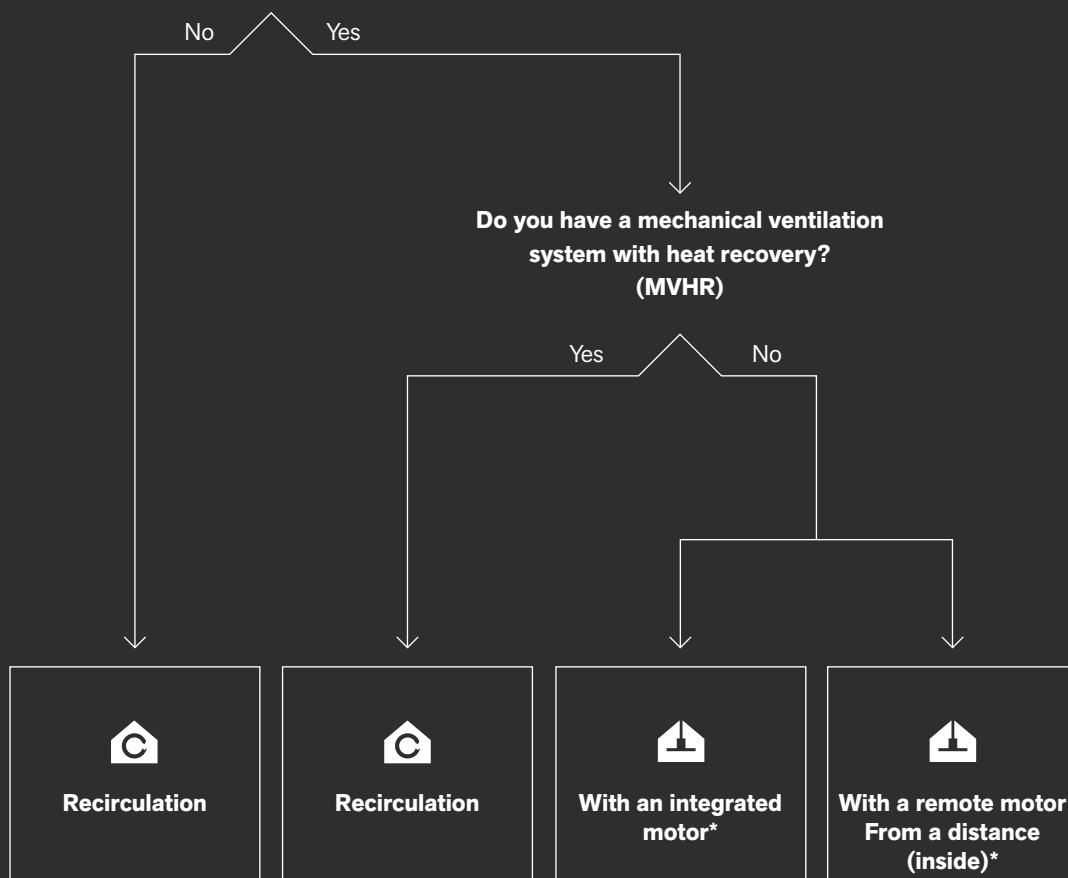 No
Yes
Do you have a mechanical ventilation
system with heat recovery?
(MVHR)
Yes
No
Recirculation
Recirculation
With an integrated
motor*
With a remote motor
From a distance
(inside)*